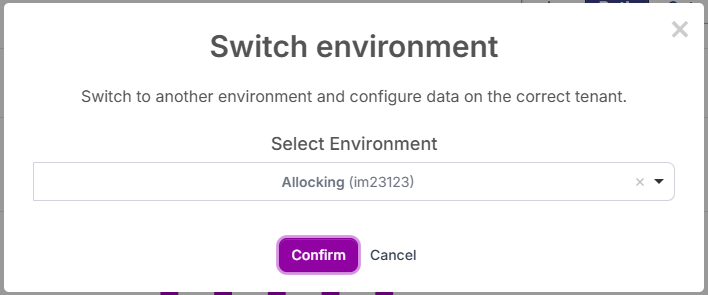 Switch environment
Switch to another environment and configure data on the correct tenant.
Select Environment
Allocking (im23123)
Confirm
Cancel